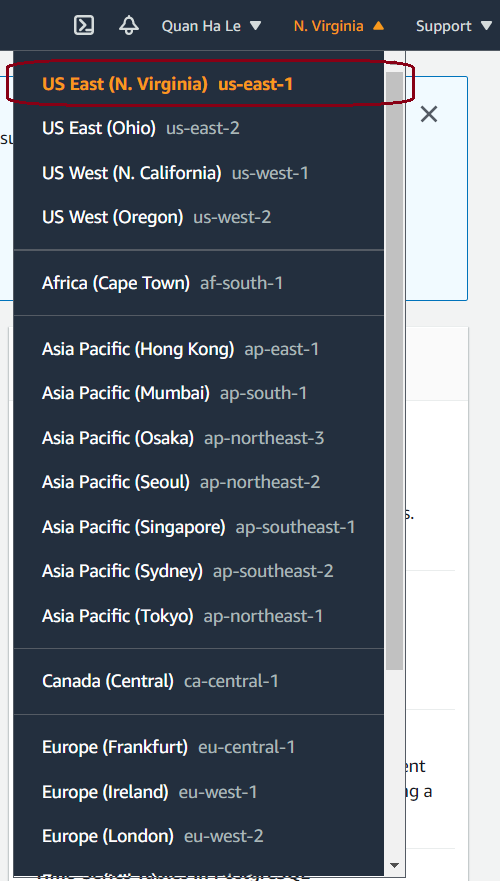 Quan Ha Le N. Virginia Support
US East (N. Virginia) us-east-1
US East (Ohio) us-east-2
US West (N. California) us-west-1
US West (Oregon) us-west-2
Africa (Cape Town) af-south-1
Asia Pacific (Hong Kong) ap-east-1
Asia Pacific (Mumbai) ap-south-1
Asia Pacific (Osaka) ap-northeast-3
Asia Pacific (Seoul) ap-northeast-2
Asia Pacific (Singapore) ap-southeast-1
Asia Pacific (Sydney) ap-southeast-2
Asia Pacific (Tokyo) ap-northeast-1
Canada (Central) ca-central-1
Europe (Frankfurt) eu-central-1
Europe (Ireland) eu-west-1
Europe (London) eu-west-2